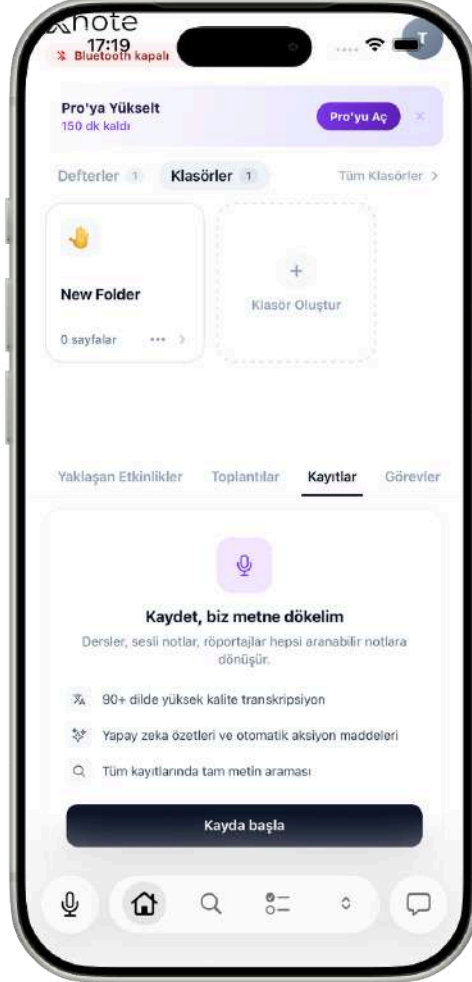 17:19
Bluetooth kapalı
T
Pro'ya Yükselt
150 dk kaldı
Pro'yu Aç
Defterler 1
Klasörler 1
Tüm Klasörler
New Folder
0 sayfalar
Klasör Oluştur
Yaklaşan Etkinlikler
Toplantılar
Kayıtlar
Görevler
Kaydet, biz metne dökelim
Dersler, sesli notlar, röportajlar hepsi aranabilir notlara
dönüşür.
90+ dilde yüksek kalite transkripsiyon
Yapay zeka özetleri ve otomatik aksiyon maddeleri
Tüm kayıtlarında tam metin araması
Kayda başla